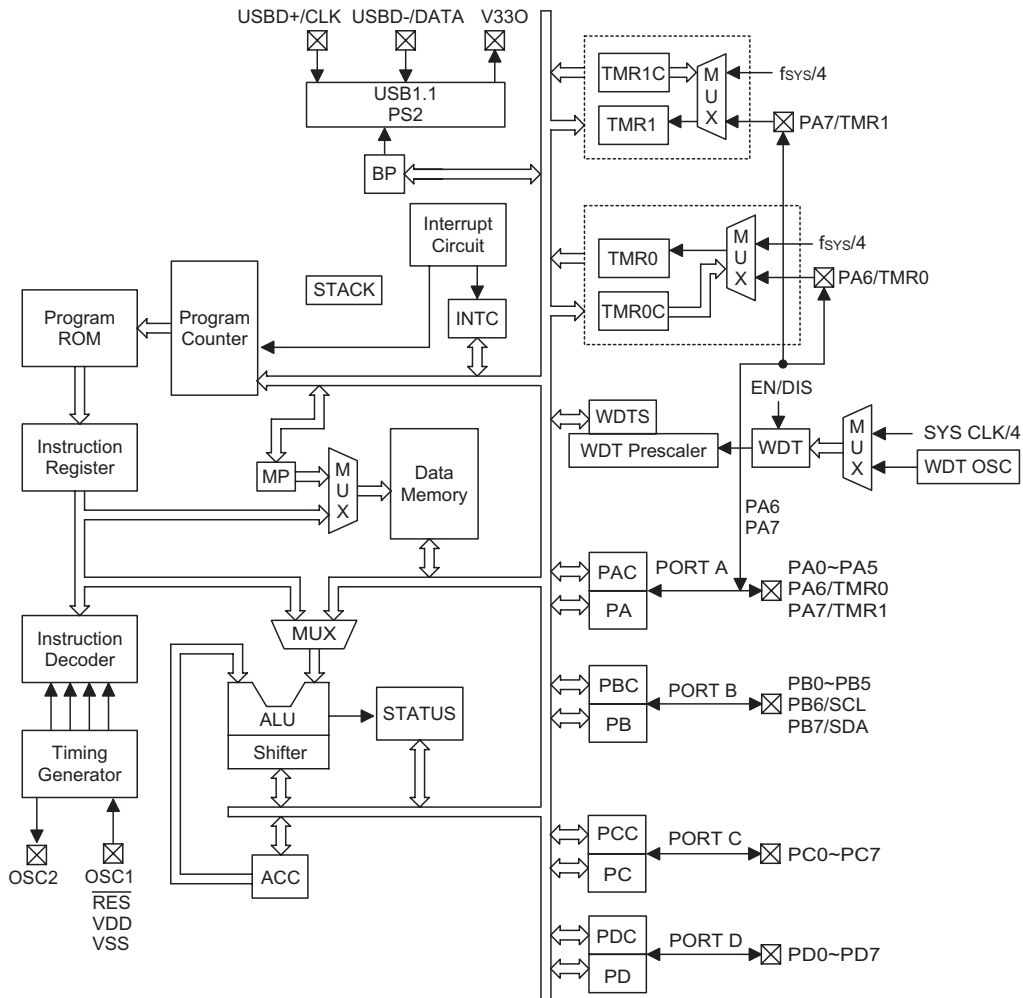 USBD+/CLK
USBD-/DATA
V33O
USB1.1
PS2
BP
Interrupt
Circuit
STACK
INTC
Program
ROM
Program
Counter
Instruction
Register
MP
M
U
X
Data
Memory
Instruction
Decoder
MUX
ALU
Shifter
STATUS
Timing
Generator
ACC
OSC2
OSC1
RES
VDD
VSS
TMR1C
TMR1
M
U
X
fSYS/4
PA7/TMR1
TMR0
TMR0C
M
U
X
fSYS/4
PA6/TMR0
EN/DIS
WDTS
WDT Prescaler
WDT
M
U
X
SYS CLK/4
WDT OSC
PA6
PA7
PAC
PA
PORT A
PA0~PA5
PA6/TMR0
PA7/TMR1
PBC
PB
PORT B
PB0~PB5
PB6/SCL
PB7/SDA
PCC
PC
PORT C
PC0~PC7
PDC
PD
PORT D
PD0~PD7